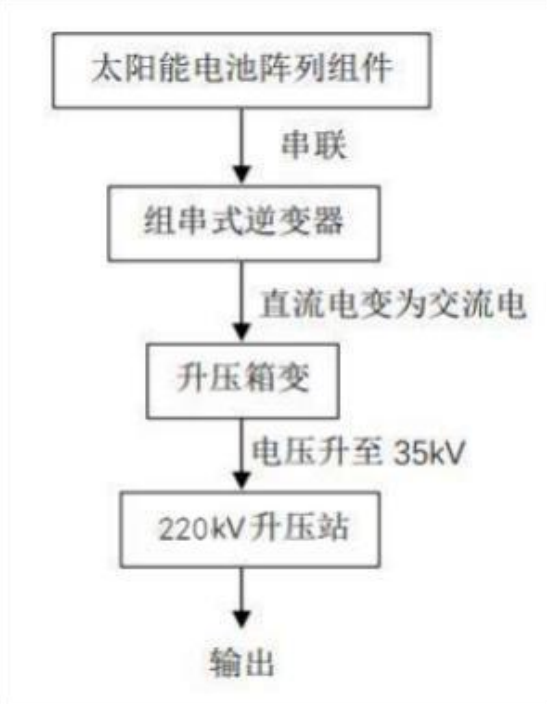 太阳能电池阵列组件
串联
组串式逆变器
直流电变为交流电
升压箱变
电压升至 35kV
220kV 升压站
输出